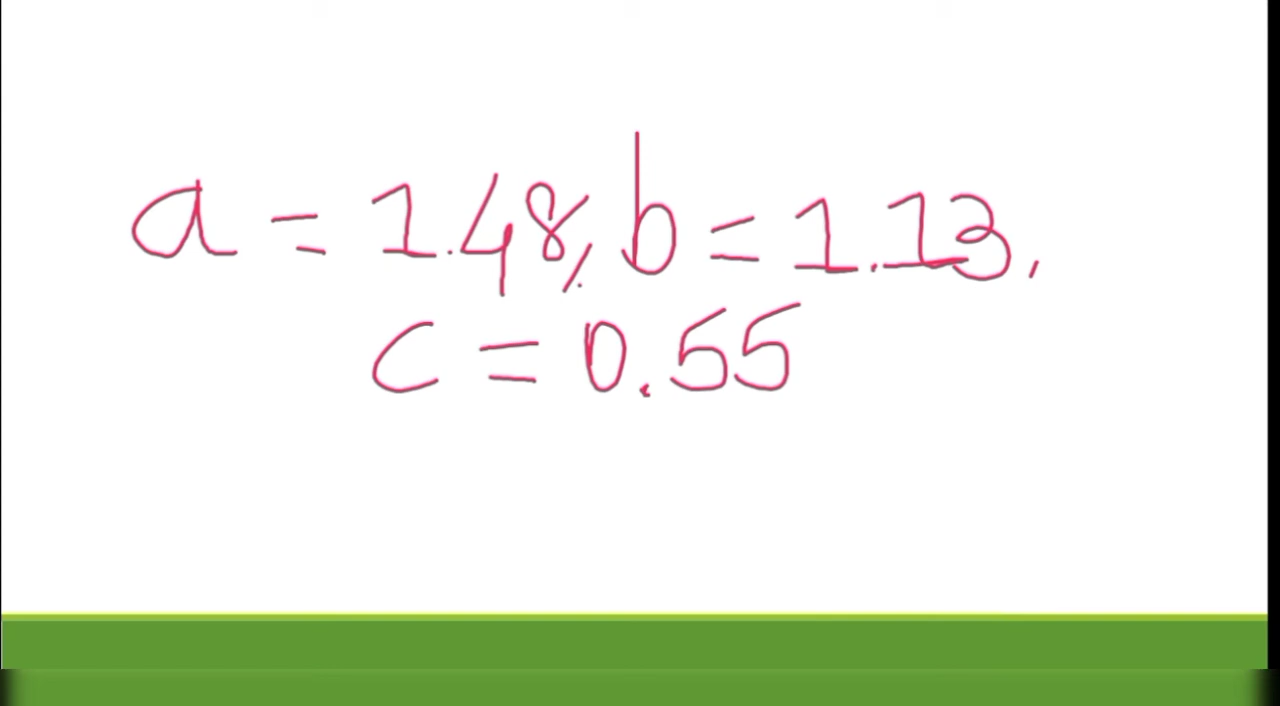 a = 1.48, b = 1.13,
c = 0.55